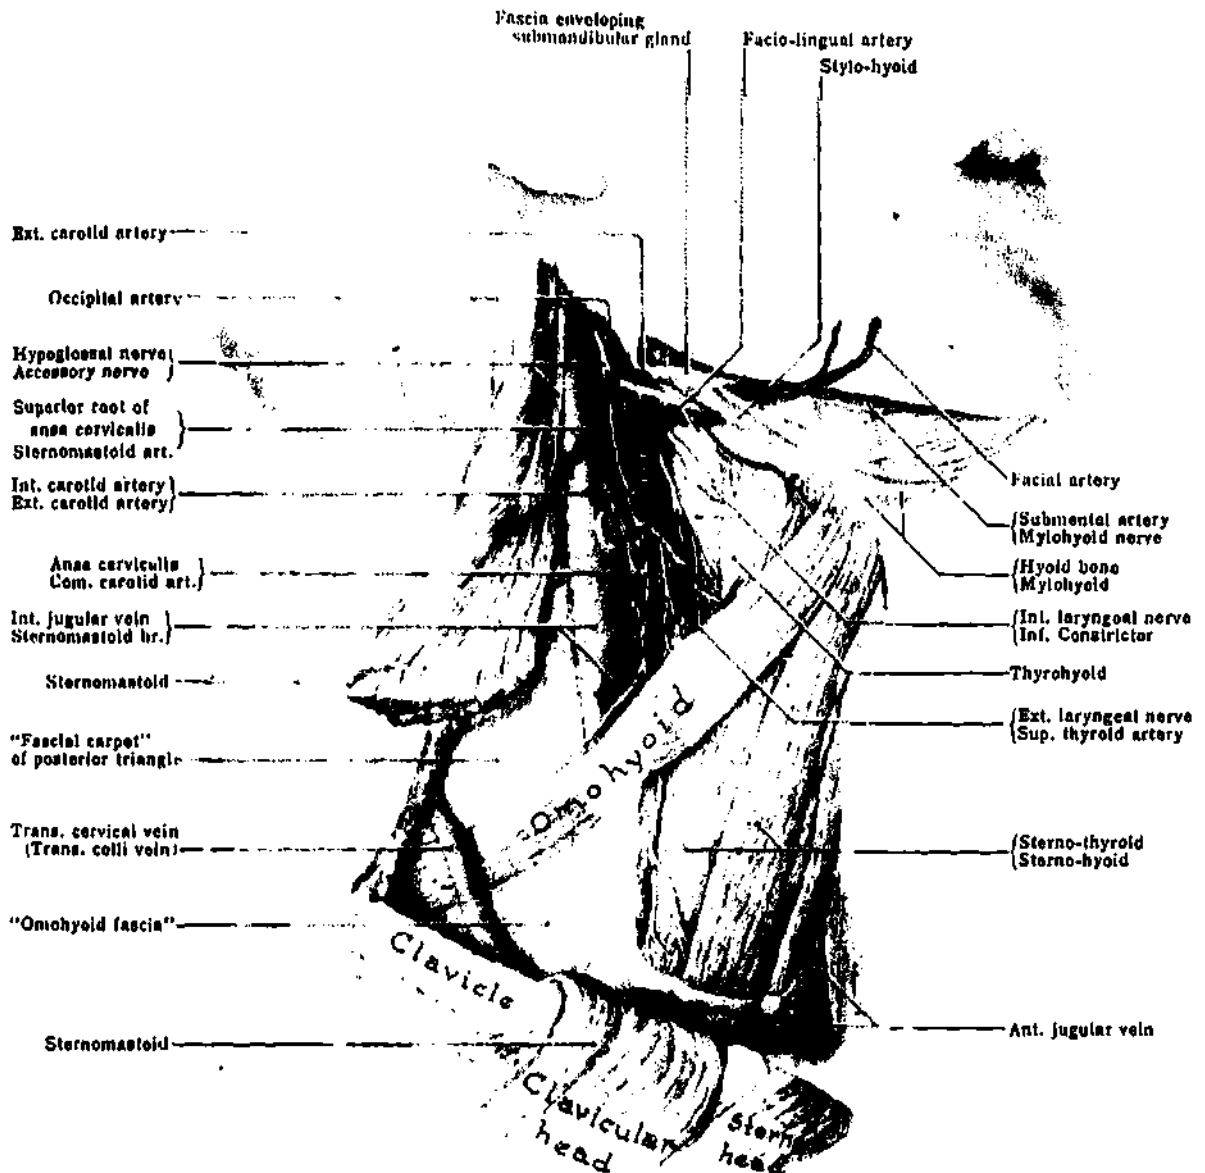 Fascia enveloping
submandibular gland
Facio-lingual artery
Stylo-hyoid
Ext. carotid artery
Occipital artery
Hypoglossal nerve
Accessory nerve
Superior root of
ansa cervicalis
Sternomastoid art.
Int. carotid artery
Ext. carotid artery
Ansa cervicalis
Com. carotid art.
Int. jugular vein
Sternomastoid br.
Sternomastoid
"Fascial carpet"
of posterior triangle
Trans. cervical vein
(Trans. colli vein)
"Omohyoid fascia"
Sternomastoid
Facial artery
Submental artery
Mylohyoid nerve
Hyoid bone
Mylohyoid
Int. laryngeal nerve
Inf. Constrictor
Thyrohyoid
Ext. laryngeal nerve
Sup. thyroid artery
Sterno-thyroid
Sterno-hyoid
Ant. jugular vein
Omohyoid
Clavicle
Clavicular
head
Stern
head